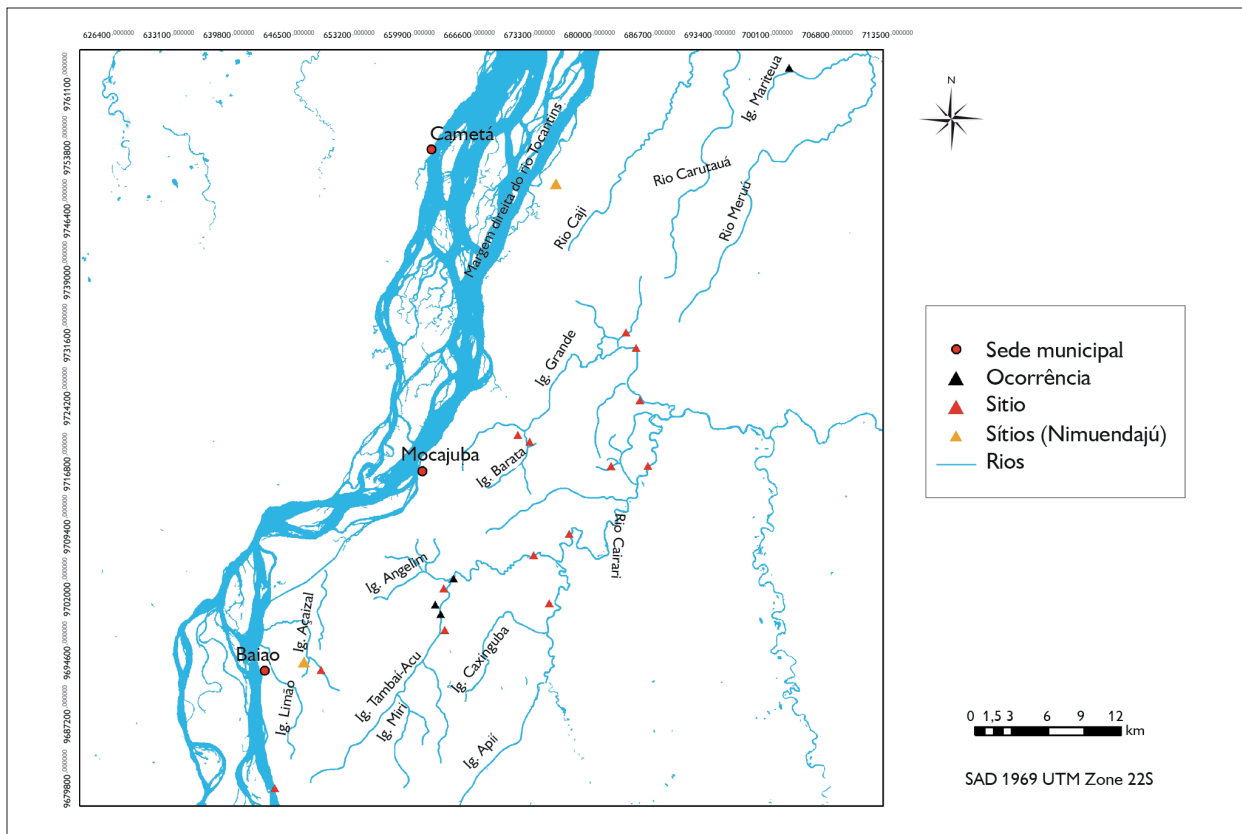 626400,000000 633100,000000 639800,000000 646500,000000 653200,000000 659900,000000 666600,000000 673300,000000 680000,000000 686700,000000 693400,000000 700100,000000 706800,000000 713500,000000
9761100,000000
9753800,000000
9746400,000000
9739000,000000
9731600,000000
9724200,000000
9716800,000000
9709400,000000
9702000,000000
9694600,000000
9687200,000000
9679800,000000
Ig. Mariteua
Cametá
Margem direita do rio Tocantins
Rio Carutauá
Rio Caji
Rio Meruú
Ig. Grande
Mocajuba
Ig. Barata
Rio Cairari
Ig. Angelim
Ig. Açaizal
Baiao
Ig. Limão
Ig. Tambaí-Acu
Ig. Miri
Ig. Caxinguba
Ig. Apií
N
Sede municipal
Ocorrência
Sitio
Sítios (Nimuendajú)
Rios
0 1,5 3 6 9 12
km
SAD 1969 UTM Zone 22S